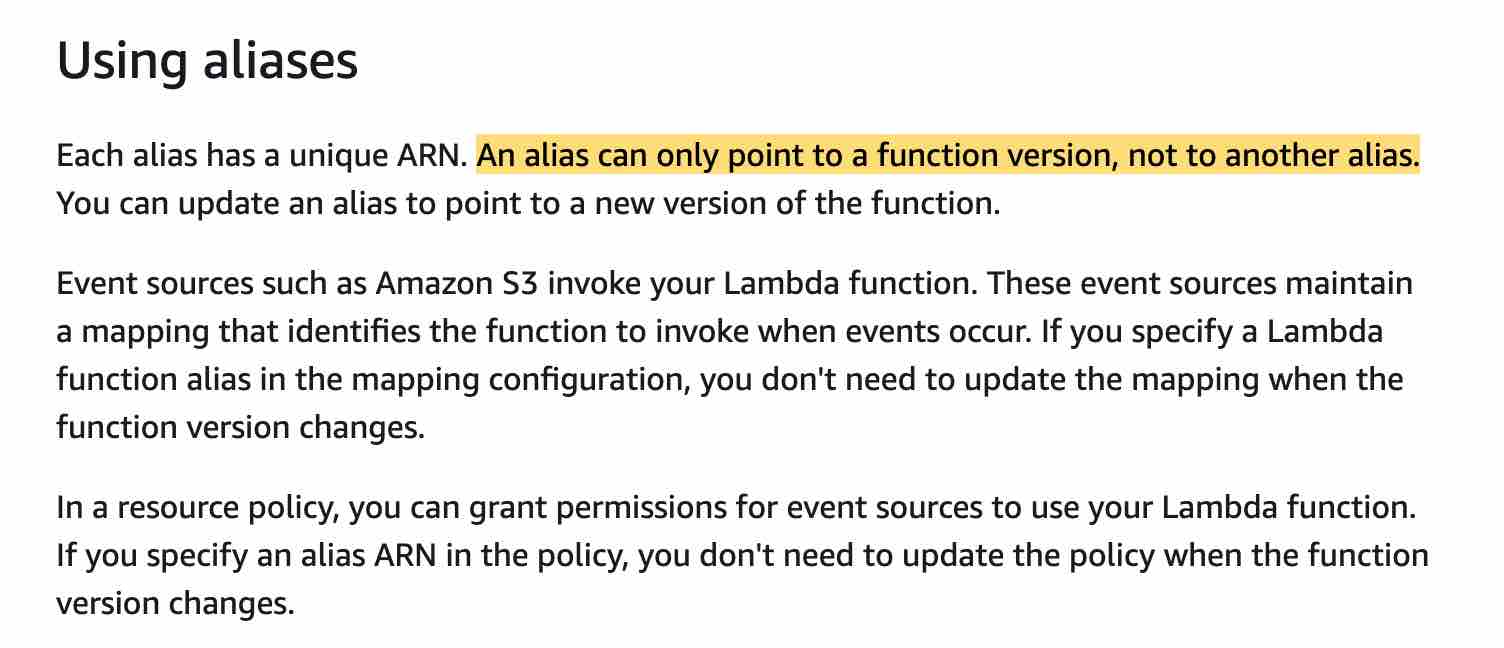 Using aliases
Each alias has a unique ARN. An alias can only point to a function version, not to another alias.
You can update an alias to point to a new version of the function.
Event sources such as Amazon S3 invoke your Lambda function. These event sources maintain
a mapping that identifies the function to invoke when events occur. If you specify a Lambda
function alias in the mapping configuration, you don't need to update the mapping when the
function version changes.
In a resource policy, you can grant permissions for event sources to use your Lambda function.
If you specify an alias ARN in the policy, you don't need to update the policy when the function
version changes.